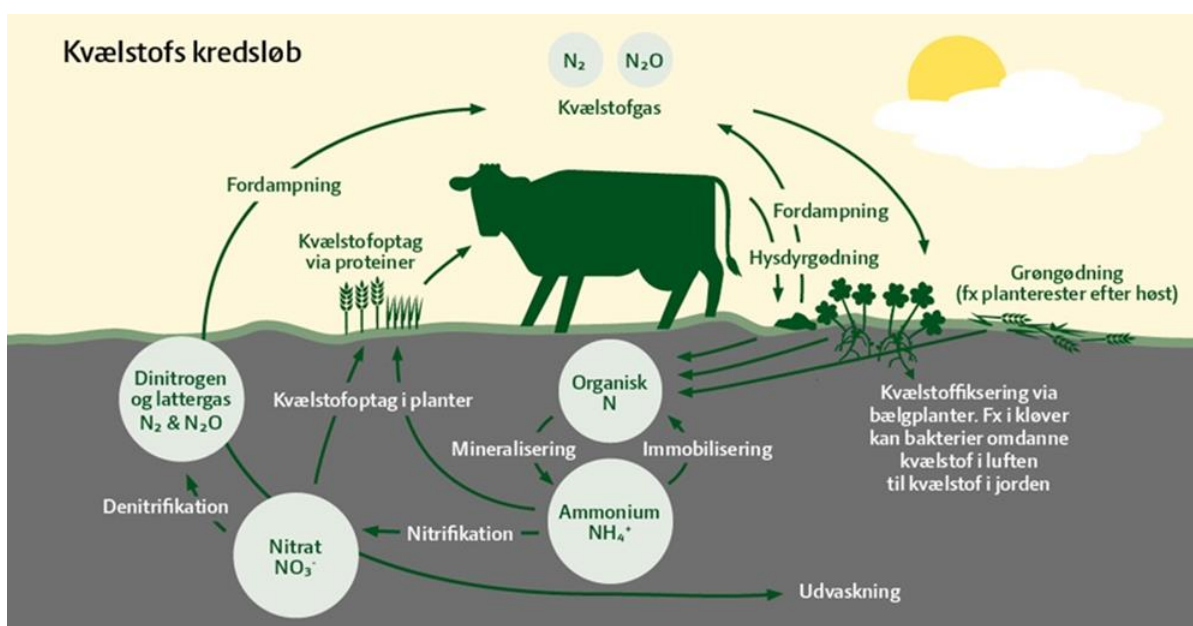 Kvælstofs kredsløb
N₂
N₂O
Kvælstofgas
Fordampning
Kvælstofoptag
via proteiner
Fordampning
Hysdyrgødning
Grøngødning
(fx planterester efter høst)
Dinitrogen
og lattergas
N₂ & N₂O
Kvælstofoptag i planter
Organisk
N
Kvælstoffiksering via
bælgplanter. Fx i kløver
kan bakterier omdanne
kvælstof i luften
til kvælstof i jorden
Mineralisering
Immobilisering
Denitrifikation
Nitrat
NO₃⁻
Nitrifikation
Ammonium
NH₄⁺
Udvaskning